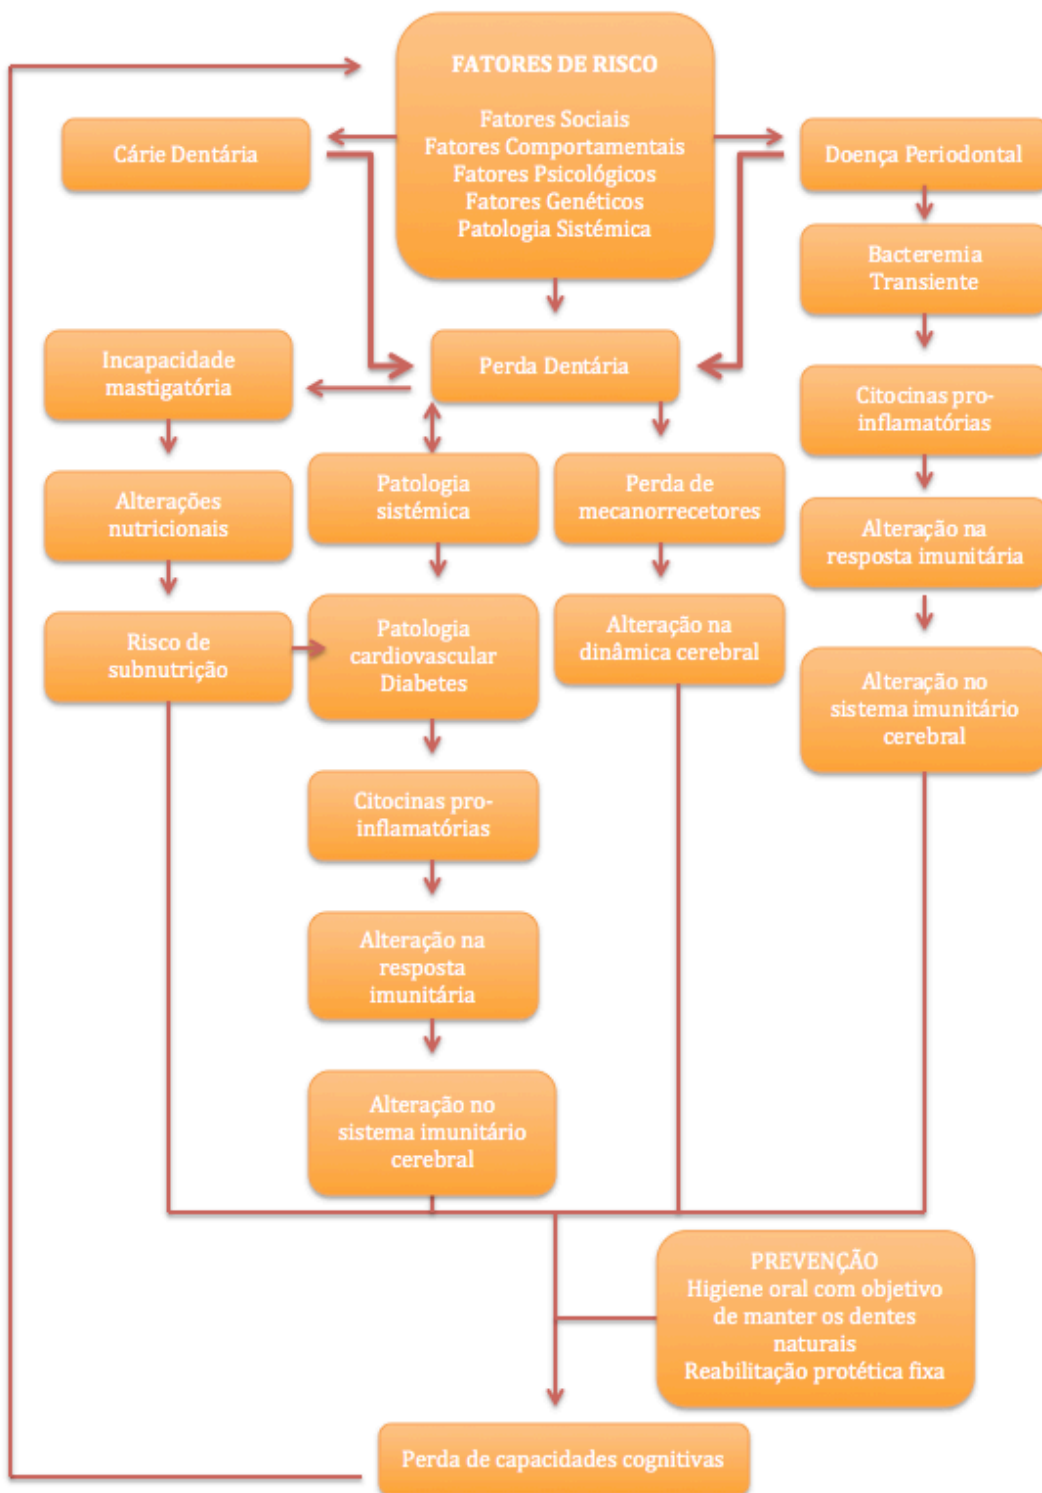 FATORES DE RISCO
Fatores Sociais
Fatores Comportamentais
Fatores Psicológicos
Fatores Genéticos
Patologia Sistémica
Cárie Dentária
Doença Periodontal
Bacteremia
Transiente
Incapacidade
mastigatória
Perda Dentária
Citocinas pro-
inflamatórias
Alterações
nutricionais
Patologia
sistémica
Perda de
mecanorrecetores
Alteração na
resposta imunitária
Risco de
subnutrição
Patologia
cardiovascular
Diabetes
Alteração na
dinâmica cerebral
Alteração no
sistema imunitário
cerebral
Citocinas pro-
inflamatórias
Alteração na
resposta
imunitária
Alteração no
sistema imunitário
cerebral
PREVENÇÃO
Higiene oral com objetivo
de manter os dentes
naturais
Reabilitação protética fixa
Perda de capacidades cognitivas